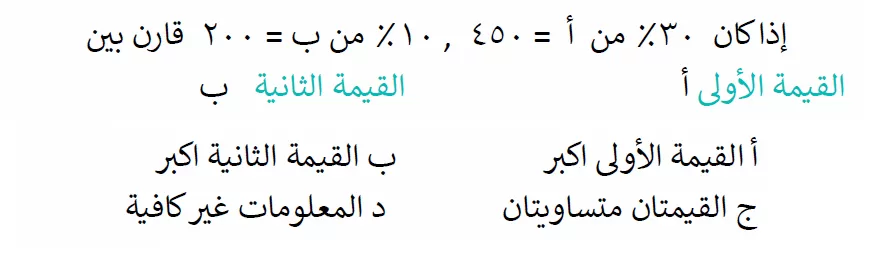 إذا كان ٣٠٪ من أ = ٤٥٠ , ١٠٪ من ب = ٢٠٠ قارن بين
القيمة الأولى أ القيمة الثانية ب
أ القيمة الأولى اكبر ب القيمة الثانية اكبر
ج القيمتان متساويتان د المعلومات غير كافية